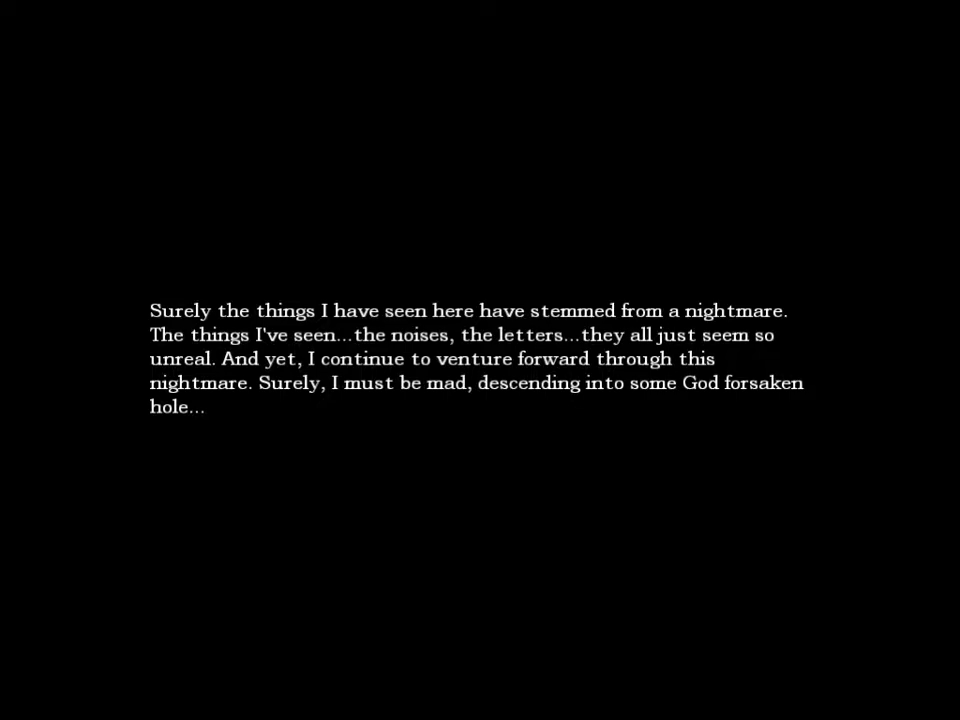 Surely the things I have seen here have stemmed from a nightmare.
The things I've seen...the noises, the letters...they all just seem so
unreal. And yet, I continue to venture forward through this
nightmare. Surely, I must be mad, descending into some God forsaken
hole...